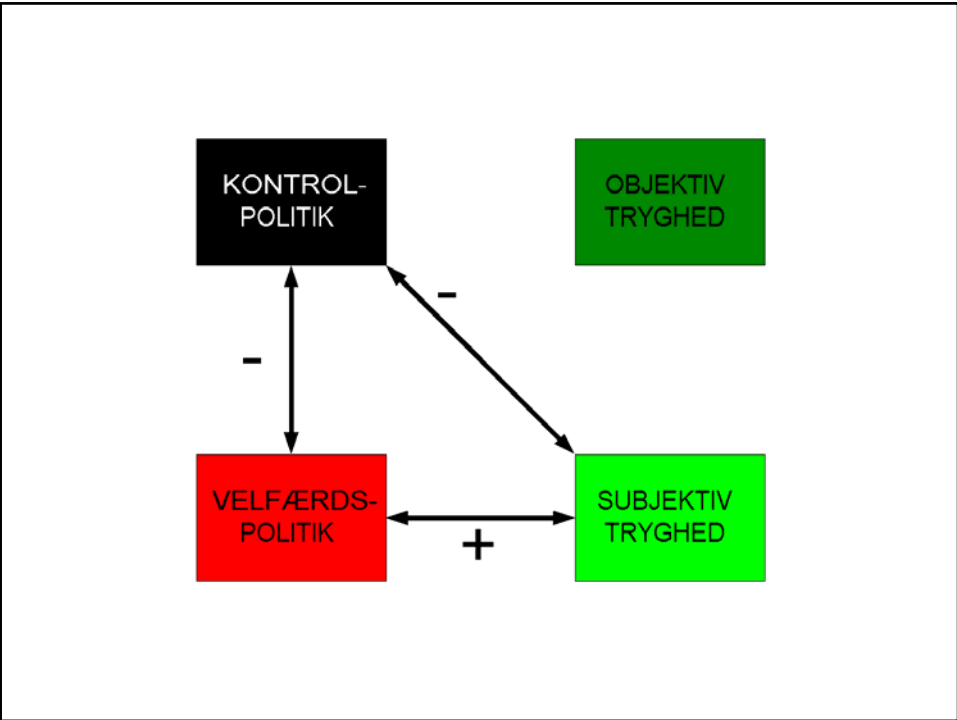 KONTROL-
POLITIK
OBJEKTIV
TRYGHED
-
-
VELFÆRDS-
POLITIK
SUBJEKTIV
TRYGHED
+